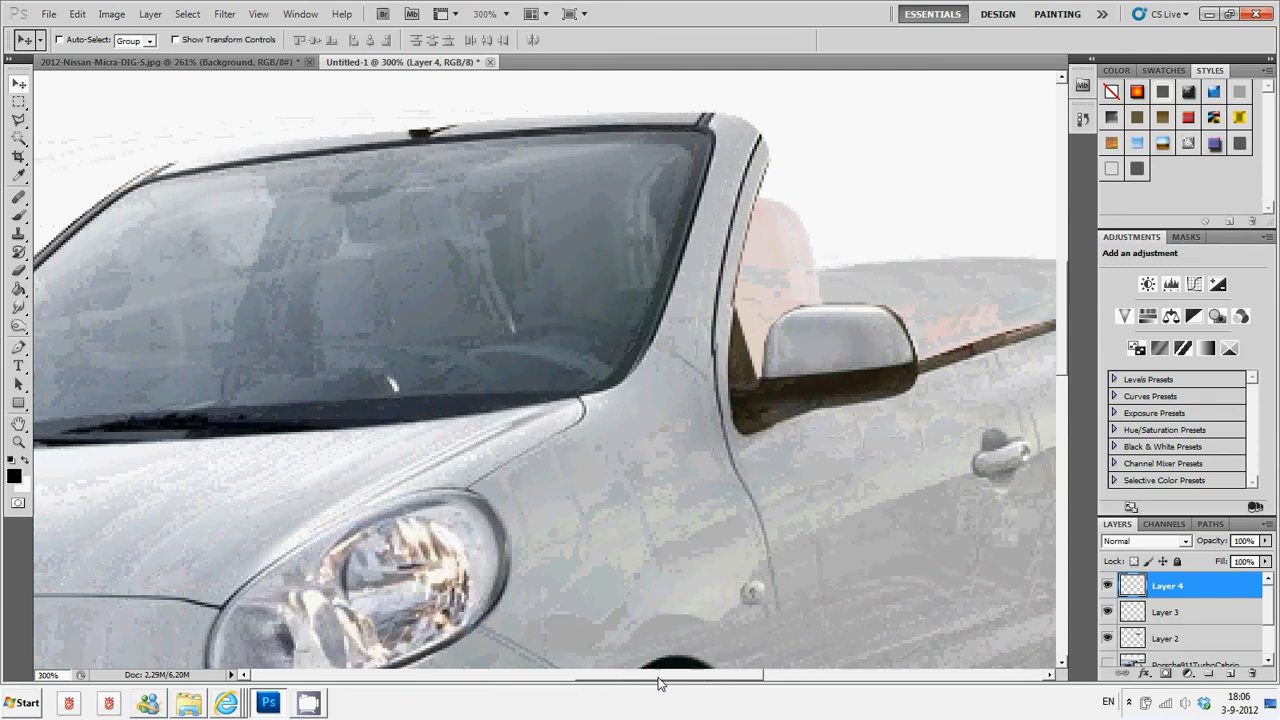 Ps File Edit Image Layer Select Filter View Window Help Br Mb 300% ESSENTIALS DESIGN PAINTING CS Live
Auto-Select: Group Show Transform Controls
2012-Nissan-Micra-DIG-S.jpg @ 261% (Background, RGB/8#) * Untitled-1 @ 300% (Layer 4, RGB/8) *
COLOR SWATCHES STYLES
Mb
ADJUSTMENTS MASKS
Add an adjustment
Levels Presets
Curves Presets
Exposure Presets
Hue/Saturation Presets
Black & White Presets
Channel Mixer Presets
Selective Color Presets
LAYERS CHANNELS PATHS
Normal Opacity: 100%
Lock: Fill: 100%
Layer 4
Layer 3
Layer 2
Porsche911TurboCabrio
300% Doc: 2,29M/6,20M
Start Ps EN 18:06
3-9-2012